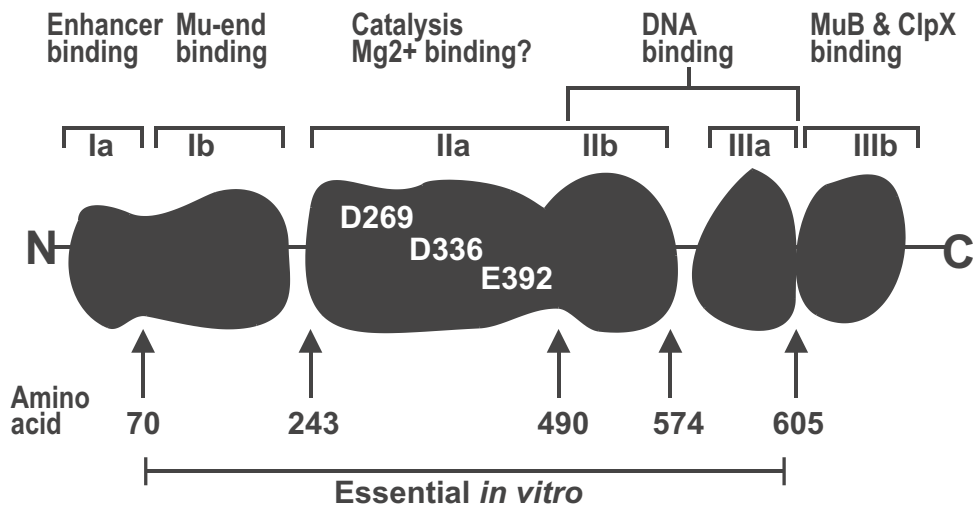 Enhancer
binding
Mu-end
binding
Catalysis
Mg2+ binding?
DNA
binding
MuB & ClpX
binding
Ia
Ib
IIa
IIb
IIIa
IIIb
N
D269
D336
E392
C
Amino
acid
70
243
490
574
605
Essential in vitro